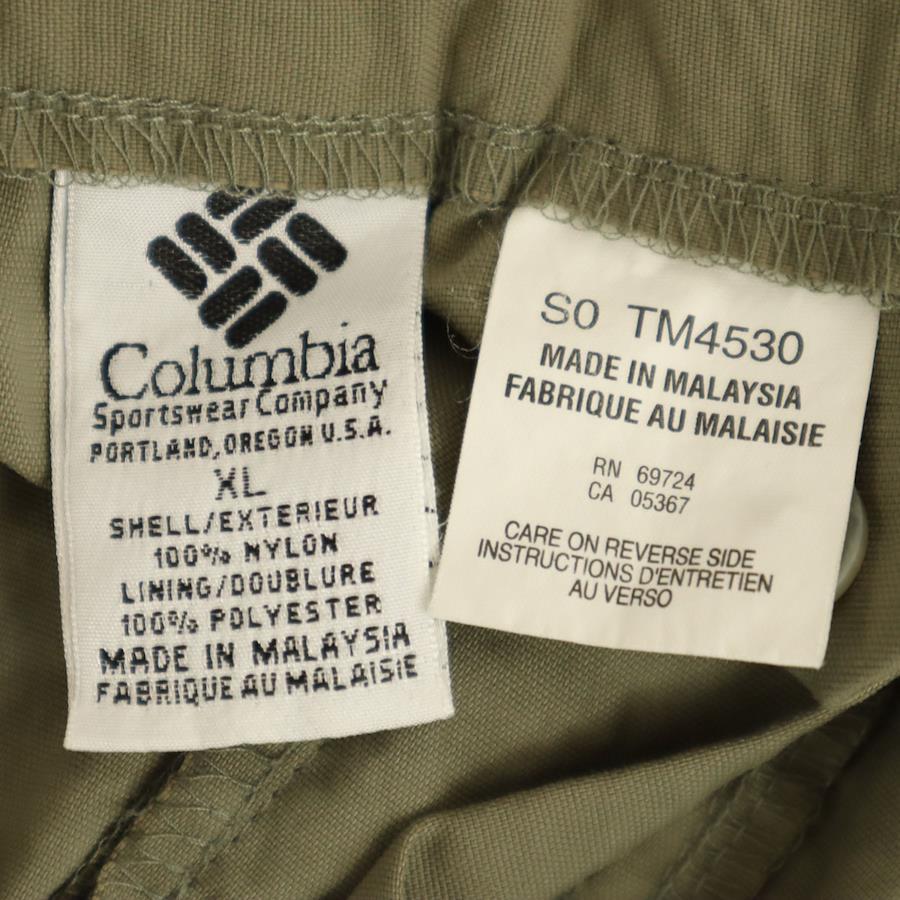 Columbia
Sportswear Company
PORTLAND, OREGON U.S.A.
XL
SHELL/EXTERIEUR
100% NYLON
LINING/DOUBLURE
100% POLYESTER
MADE IN MALAYSIA
FABRIQUE AU MALAISIE
SO TM4530
MADE IN MALAYSIA
FABRIQUE AU MALAISIE
RN 69724
CA 05367
CARE ON REVERSE SIDE
INSTRUCTIONS D'ENTRETIEN
AU VERSO